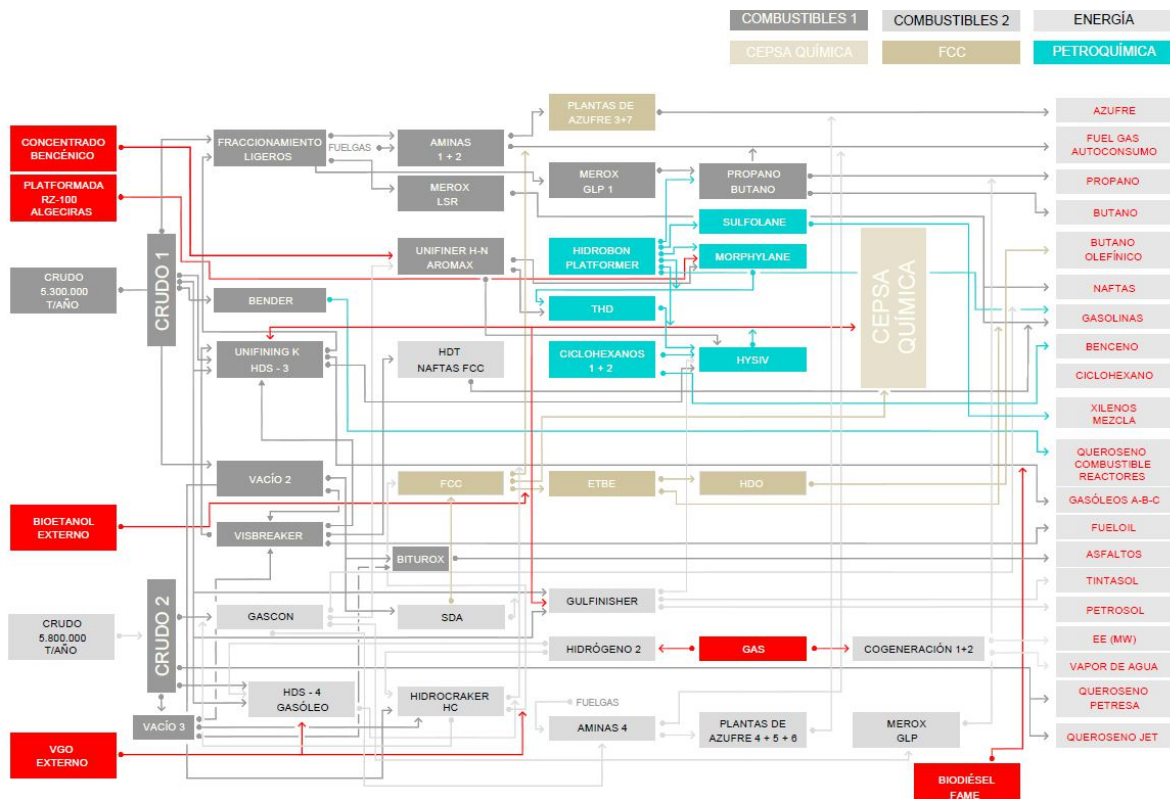 COMBUSTIBLES 1
COMBUSTIBLES 2
ENERGÍA
CEPSA QUÍMICA
FCC
PETROQUÍMICA
CONCENTRADO
BENCÉNICO
PLATFORMADA
RZ-100
ALGECIRAS
CRUDO
5.300.000
T/AÑO
BIOETANOL
EXTERNO
CRUDO
5.800.000
T/AÑO
VGO
EXTERNO
CRUDO 1
CRUDO 2
VACÍO 3
FRACCIONAMIENTO
LIGEROS
BENDER
UNIFINING K
HDS - 3
VACÍO 2
VISBREAKER
GASCON
HDS - 4
GASÓLEO
FUELGAS
AMINAS
1 + 2
MEROX
LSR
UNIFINER H-N
AROMAX
HDT
NAFTAS FCC
FCC
BITUROX
SDA
HIDROCRAKER
HC
PLANTAS DE
AZUFRE 3+7
MEROX
GLP 1
HIDROBON
PLATFORMER
THD
CICLOHEXANOS
1 + 2
ETBE
GULFINISHER
HIDRÓGENO 2
FUELGAS
AMINAS 4
PROPANO
BUTANO
SULFOLANE
MORPHYLANE
HYSIV
HDO
GAS
PLANTAS DE
AZUFRE 4 + 5 + 6
CEPSA
QUÍMICA
COGENERACIÓN 1+2
MEROX
GLP
BIODIÉSEL
FAME
AZUFRE
FUEL GAS
AUTOCONSUMO
PROPANO
BUTANO
BUTANO
OLEFÍNICO
NAFTAS
GASOLINAS
BENCENO
CICLOHEXANO
XILENOS
MEZCLA
QUEROSENO
COMBUSTIBLE
REACTORES
GASÓLEOS A-B-C
FUELOIL
ASFALTOS
TINTASOL
PETROSOL
EE (MW)
VAPOR DE AGUA
QUEROSENO
PETRESA
QUEROSENO JET